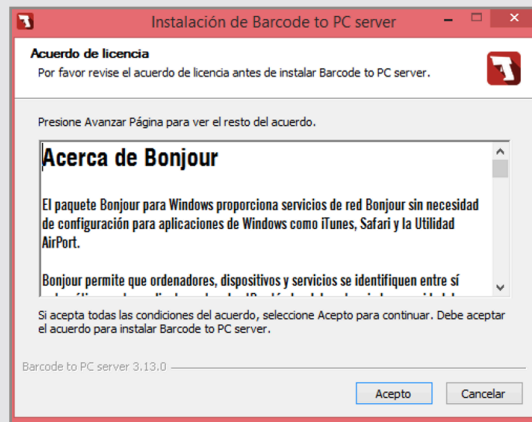 Instalación de Barcode to PC server
Acuerdo de licencia
Por favor revise el acuerdo de licencia antes de instalar Barcode to PC server.
Presione Avanzar Página para ver el resto del acuerdo.
Acerca de Bonjour
El paquete Bonjour para Windows proporciona servicios de red Bonjour sin necesidad
de configuración para aplicaciones de Windows como iTunes, Safari y la Utilidad
AirPort.
Bonjour permite que ordenadores, dispositivos y servicios se identifiquen entre sí
Si acepta todas las condiciones del acuerdo, seleccione Acepto para continuar. Debe aceptar
el acuerdo para instalar Barcode to PC server.
Barcode to PC server 3.13.0
Acepto
Cancelar